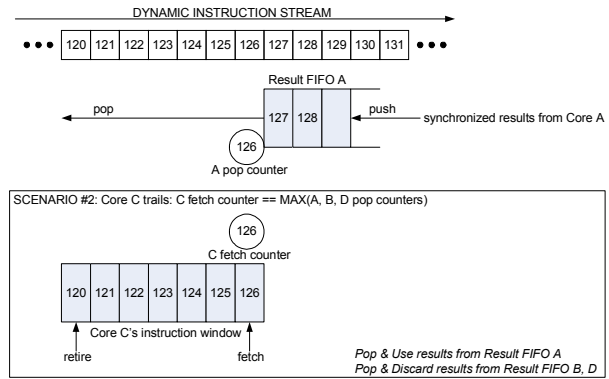 DYNAMIC INSTRUCTION STREAM
••• 120 121 122 123 124 125 126 127 128 129 130 131 •••
Result FIFO A
pop
127 128
push
synchronized results from Core A
126
A pop counter
SCENARIO #2: Core C trails: C fetch counter == MAX(A, B, D pop counters)
126
C fetch counter
120 121 122 123 124 125 126
Core C's instruction window
retire
fetch
Pop & Use results from Result FIFO A
Pop & Discard results from Result FIFO B, D